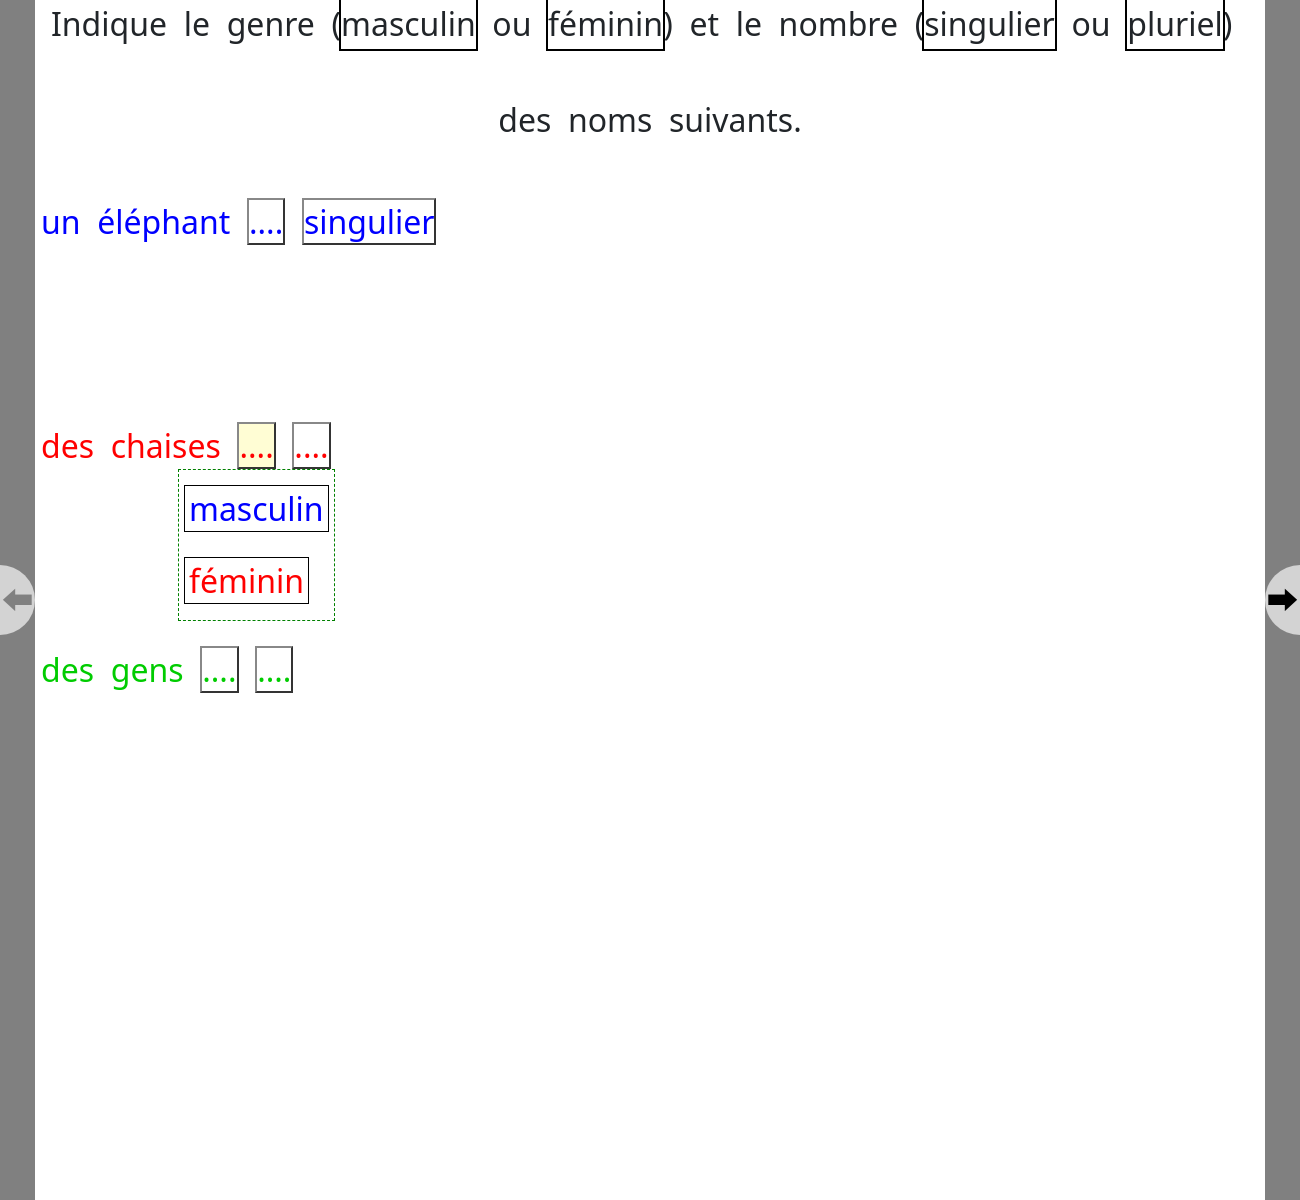 Indique le genre (masculin ou féminin) et le nombre (singulier ou pluriel)
des noms suivants.
un éléphant .... singulier
des chaises .... ....
masculin
féminin
des gens .... ....